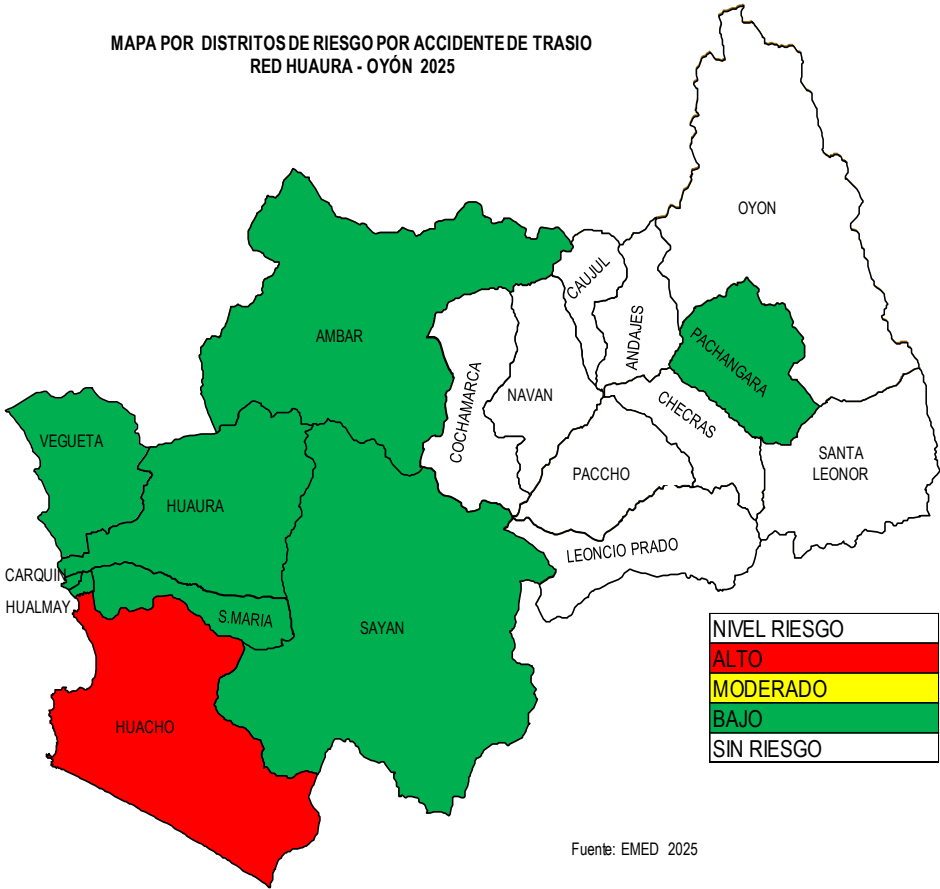 MAPA POR DISTRITOS DE RIESGO POR ACCIDENTE DE TRASIO
RED HUAURA - OYÓN 2025
OYON
CAUJUL
ANDAJES
AMBAR
PACHANGARA
COCHAMARCA
NAVAN
CHECRAS
VEGUETA
SANTA
LEONOR
PACCHO
HUAURA
LEONCIO PRADO
CARQUIN
HUALMAY
S.MARIA
SAYAN
HUACHO
NIVEL RIESGO
ALTO
MODERADO
BAJO
SIN RIESGO
Fuente: EMED 2025